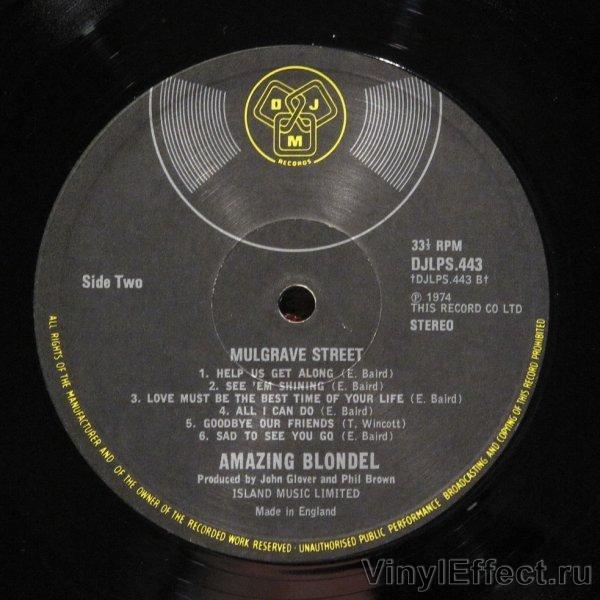 D J
M
RECORDS
33⅓ RPM
DJLPS.443
†DJLPS.443 B†
℗ 1974
THIS RECORD CO LTD
STEREO
Side Two
MULGRAVE STREET
1. HELP US GET ALONG (E. Baird)
2. SEE 'EM SHINING (E. Baird)
3. LOVE MUST BE THE BEST TIME OF YOUR LIFE (E. Baird)
4. ALL I CAN DO (E. Baird)
5. GOODBYE OUR FRIENDS (T. Wincott)
6. SAD TO SEE YOU GO (E. Baird)
AMAZING BLONDEL
Produced by John Glover and Phil Brown
ISLAND MUSIC LIMITED
Made in England
ALL RIGHTS OF THE MANUFACTURER AND OF THE OWNER OF THE RECORDED WORK RESERVED · UNAUTHORISED PUBLIC PERFORMANCE BROADCASTING AND COPYING OF THIS RECORD PROHIBITED
VinylEffect.ru